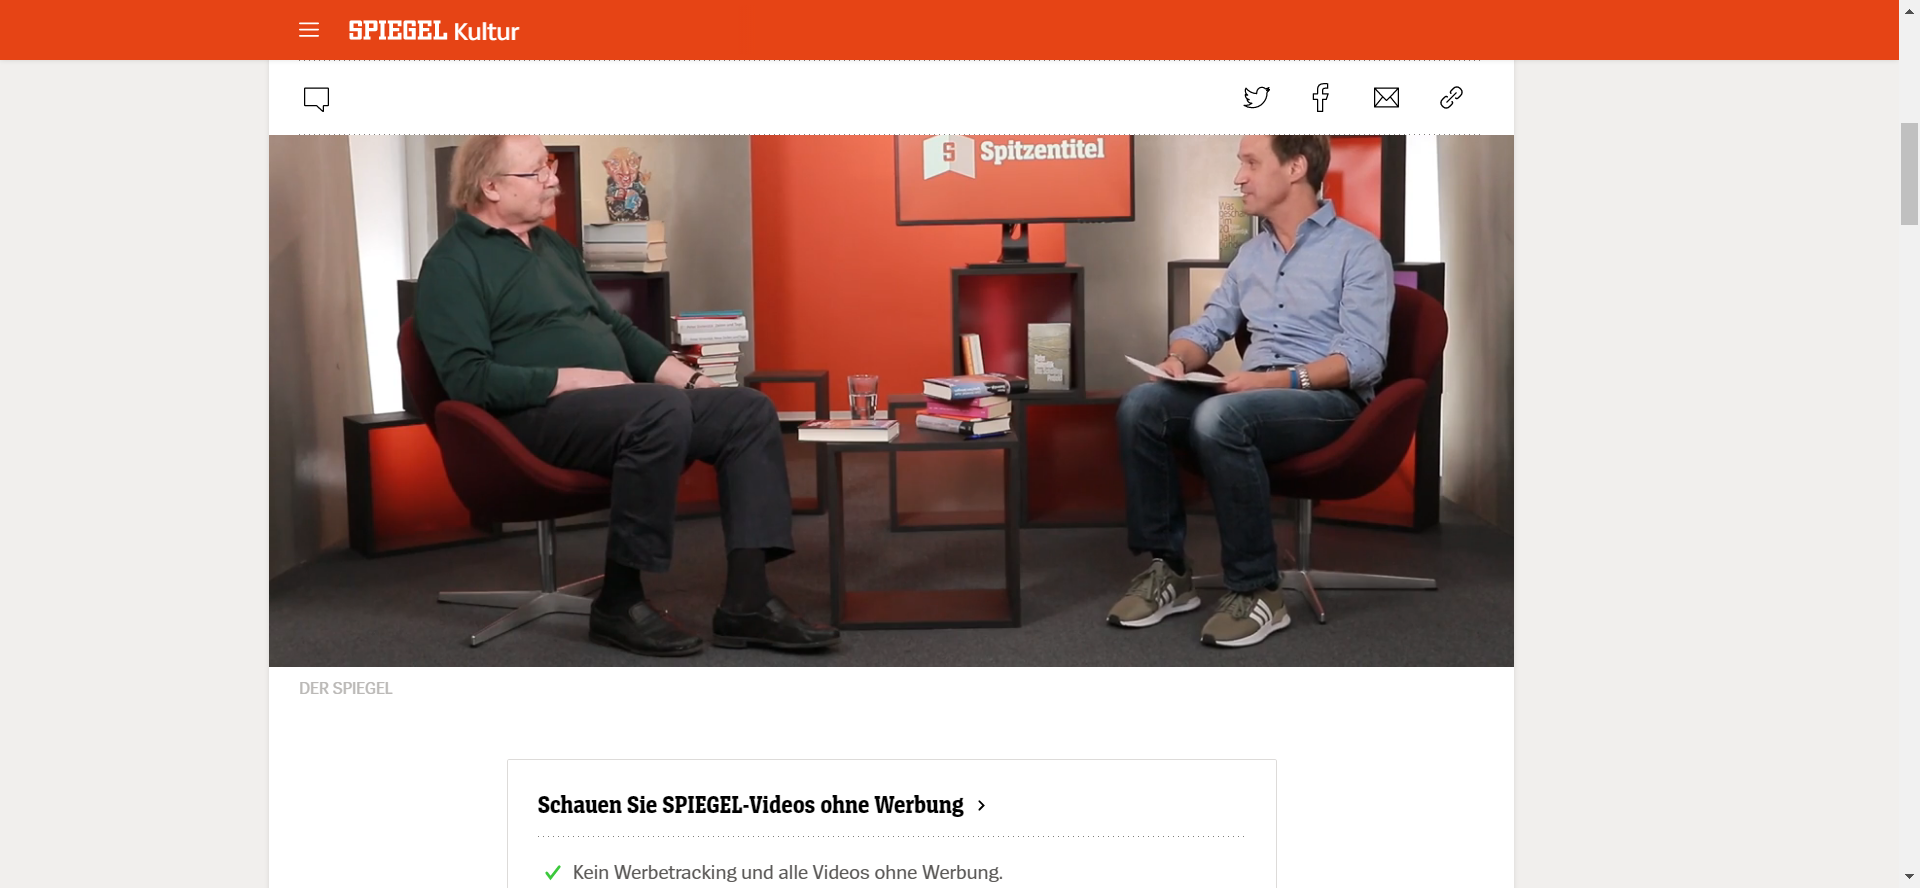 SPIEGEL Kultur
S Spitzentitel
DER SPIEGEL
Schauen Sie SPIEGEL-Videos ohne Werbung
Kein Werbetracking und alle Videos ohne Werbung.